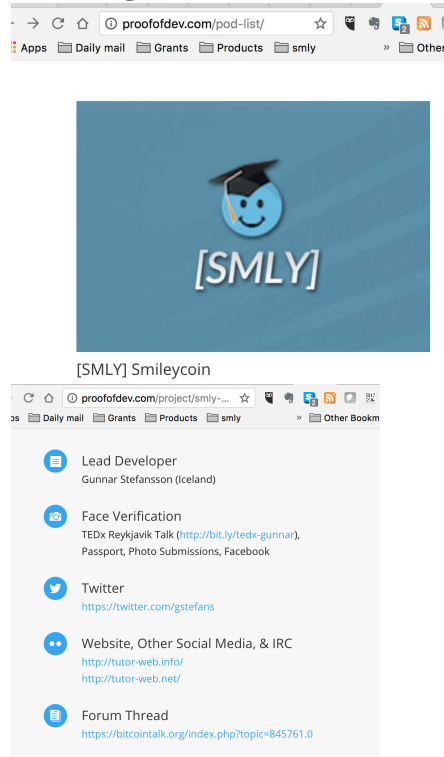 proofofdev.com/pod-list/
2
Apps Daily mail Grants Products smly » Other
[SMLY]
[SMLY] Smileycoin
proofofdev.com/project/smly-...
2
ps Daily mail Grants Products smly » Other Bookm
Lead Developer
Gunnar Stefansson (Iceland)
Face Verification
TEDx Reykjavik Talk (http://bit.ly/tedx-gunnar),
Passport, Photo Submissions, Facebook
Twitter
https://twitter.com/gstefans
Website, Other Social Media, & IRC
http://tutor-web.info/
http://tutor-web.net/
Forum Thread
https://bitcointalk.org/index.php?topic=845761.0